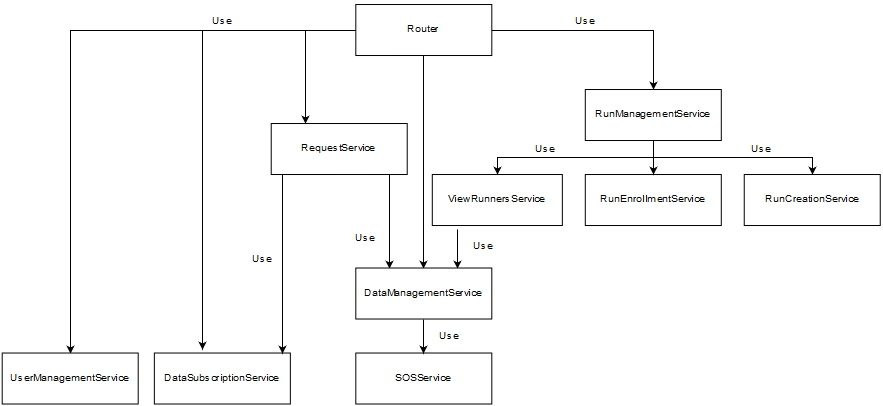 Use
Router
Use
RunManagementService
RequestService
Use
Use
ViewRunnersService
RunEnrollmentService
RunCreationService
Use
Use
Use
DataManagementService
Use
UserManagementService
DataSubscriptionService
SOSService